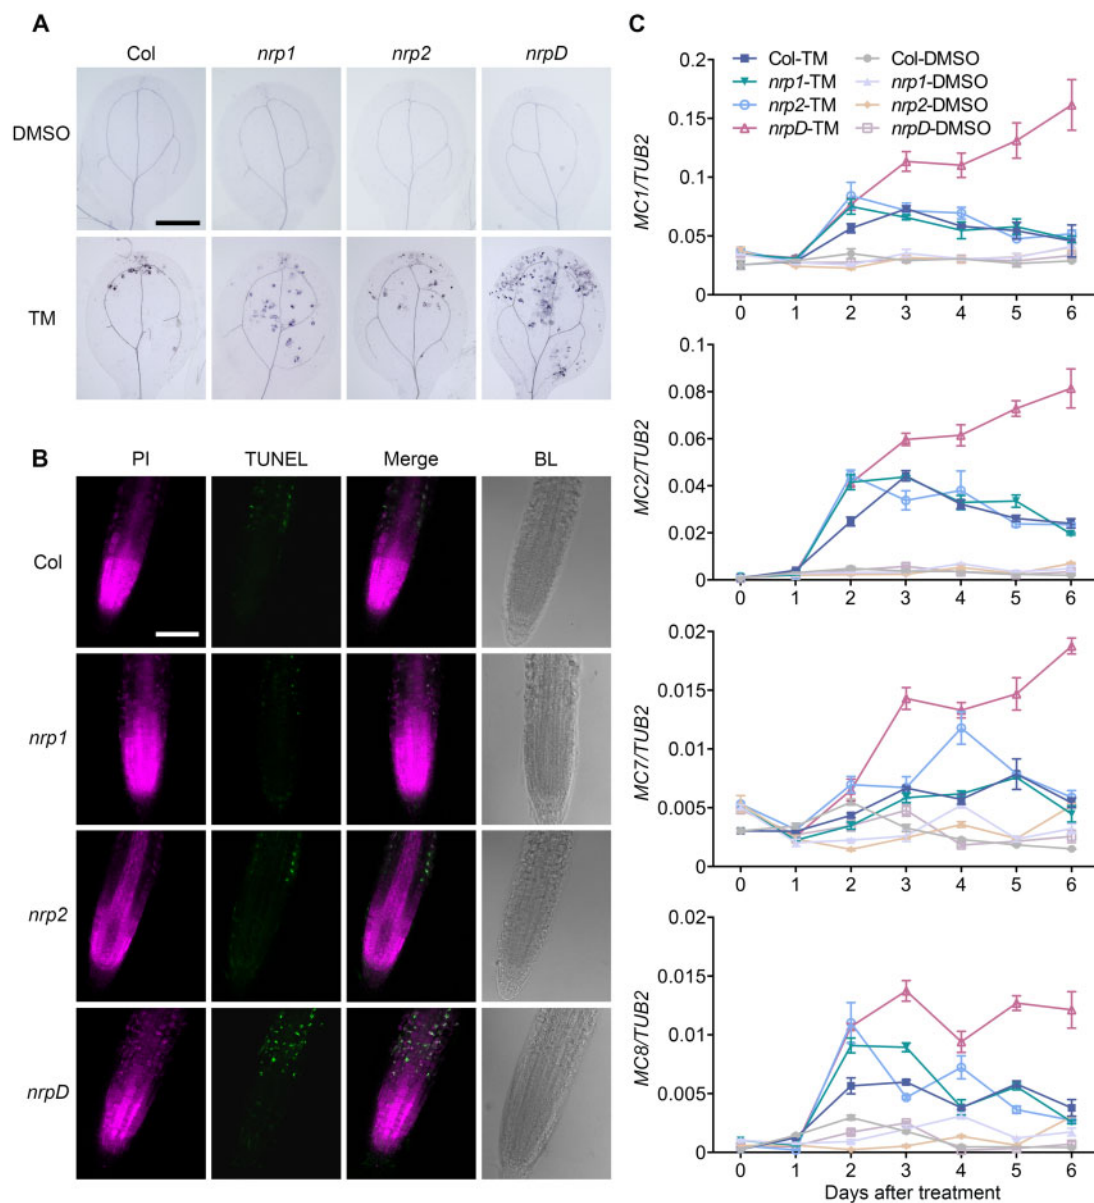 A
Col nrp1 nrp2 nrpD
DMSO
TM
B
PI TUNEL Merge BL
Col
nrp1
nrp2
nrpD
C
Col-TM Col-DMSO
nrp1-TM nrp1-DMSO
nrp2-TM nrp2-DMSO
nrpD-TM nrpD-DMSO
MC1/TUB2
0.2
0.15
0.1
0.05
0
0 1 2 3 4 5 6
MC2/TUB2
0.1
0.08
0.06
0.04
0.02
0
0 1 2 3 4 5 6
MC7/TUB2
0.02
0.015
0.01
0.005
0
0 1 2 3 4 5 6
MC8/TUB2
0.02
0.015
0.01
0.005
0
0 1 2 3 4 5 6
Days after treatment